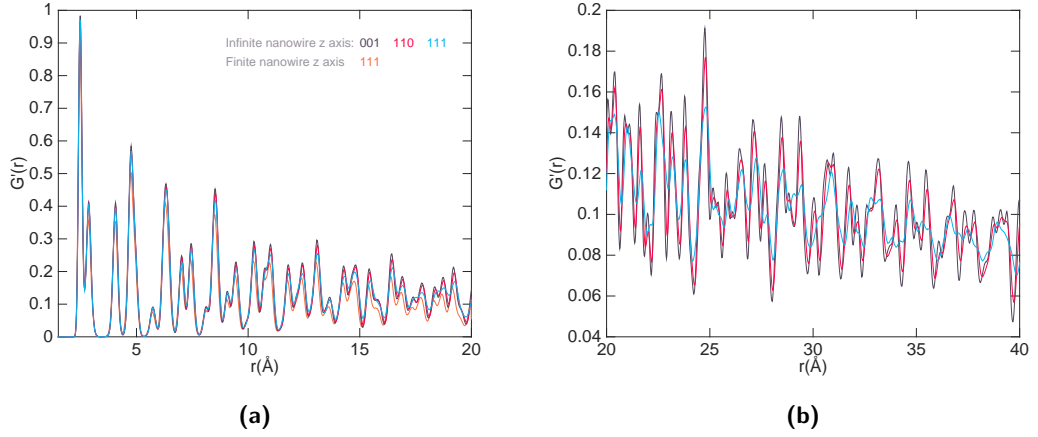 1
0.9
0.8
0.7
0.6
0.5
0.4
0.3
0.2
0.1
0
G'(r)
5 10 15 20
r(Å)
Infinite nanowire z axis: 001 110 111
Finite nanowire z axis 111
(a)
0.2
0.18
0.16
0.14
0.12
0.1
0.08
0.06
0.04
G'(r)
20 25 30 35 40
r(Å)
(b)